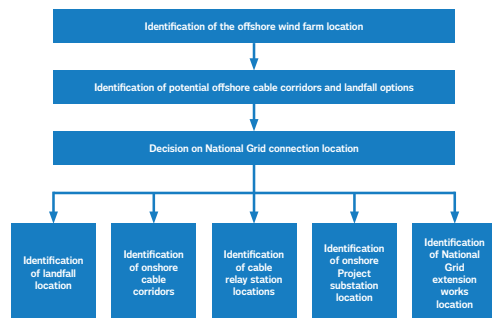 Identification of the offshore wind farm location
Identification of potential offshore cable corridors and landfall options
Decision on National Grid connection location
Identification
of landfall
location
Identification
of onshore
cable
corridors
Identification
of cable
relay station
locations
Identification
of onshore
Project
substation
location
Identification
of National
Grid
extension
works
location